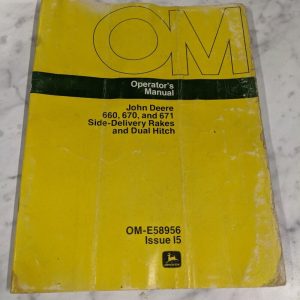 OM
Operator's
Manual
John Deere
660, 670, and 671
Side-Delivery Rakes
and Dual Hitch
OM-E58956
Issue I5